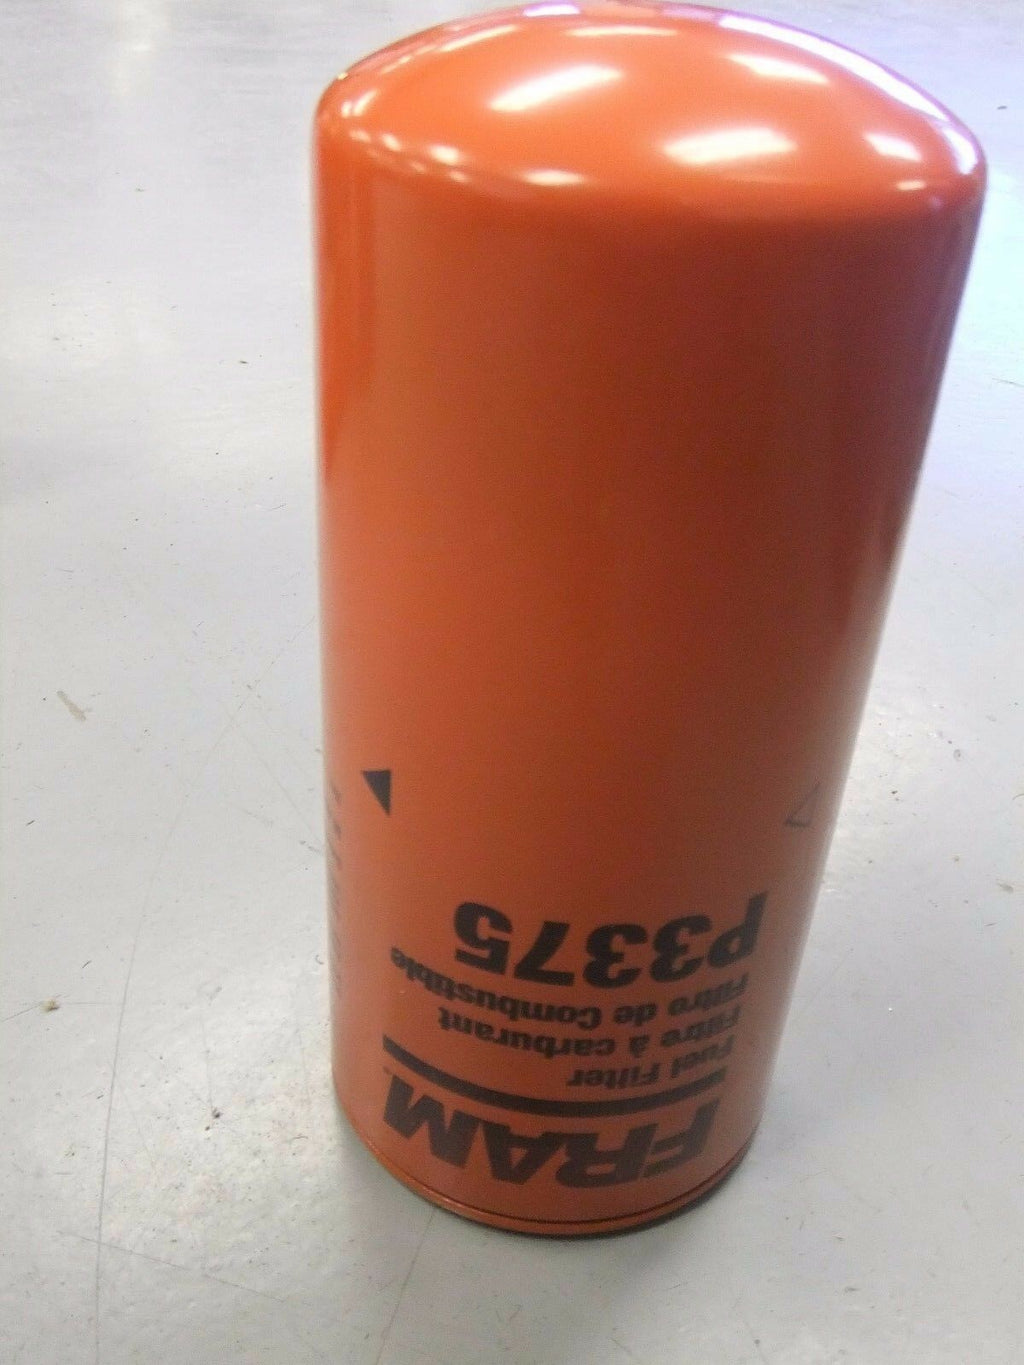 FRAM
Fuel Filter
Filtre à carburant
Filtro de Combustible
P3375